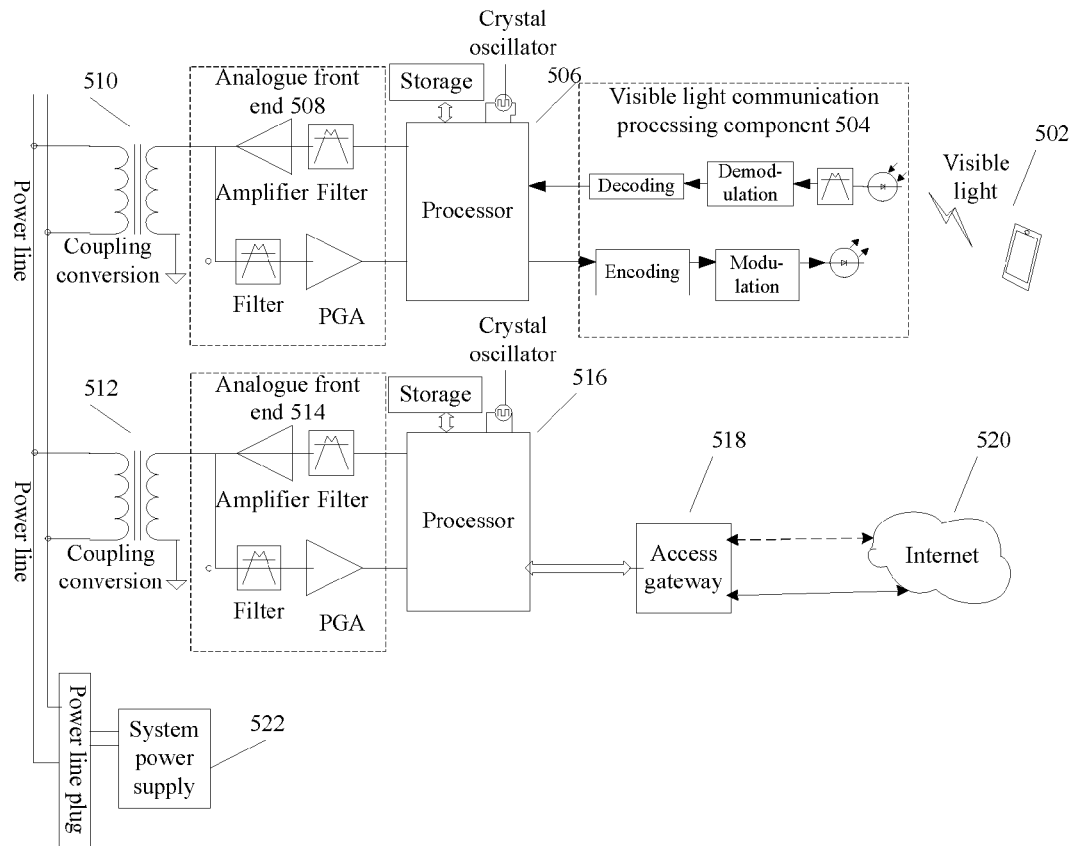 Crystal
oscillator
510
Analogue front
end 508
Storage
506
Visible light communication
processing component 504
502
Visible
light
Amplifier Filter
Processor
Decoding
Demod-
ulation
Power line
Coupling
conversion
Filter
PGA
Encoding
Modu-
lation
Crystal
oscillator
512
Analogue front
end 514
Storage
516
518
520
Amplifier Filter
Power line
Processor
Coupling
conversion
Filter
PGA
Access
gateway
Internet
Power line plug
System
power
supply
522